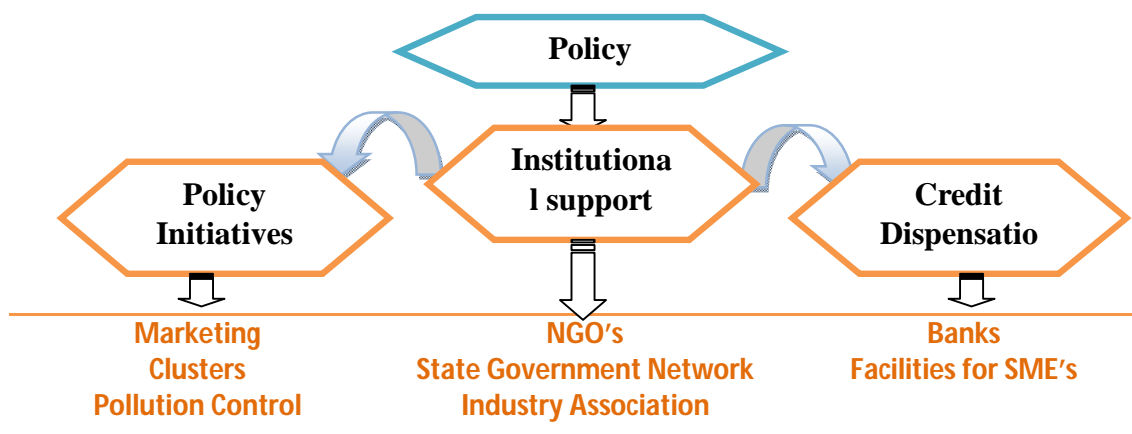 Policy
Institutiona
l support
Policy
Initiatives
Credit
Dispensatio
Marketing
Clusters
Pollution Control
NGO's
State Government Network
Industry Association
Banks
Facilities for SME's